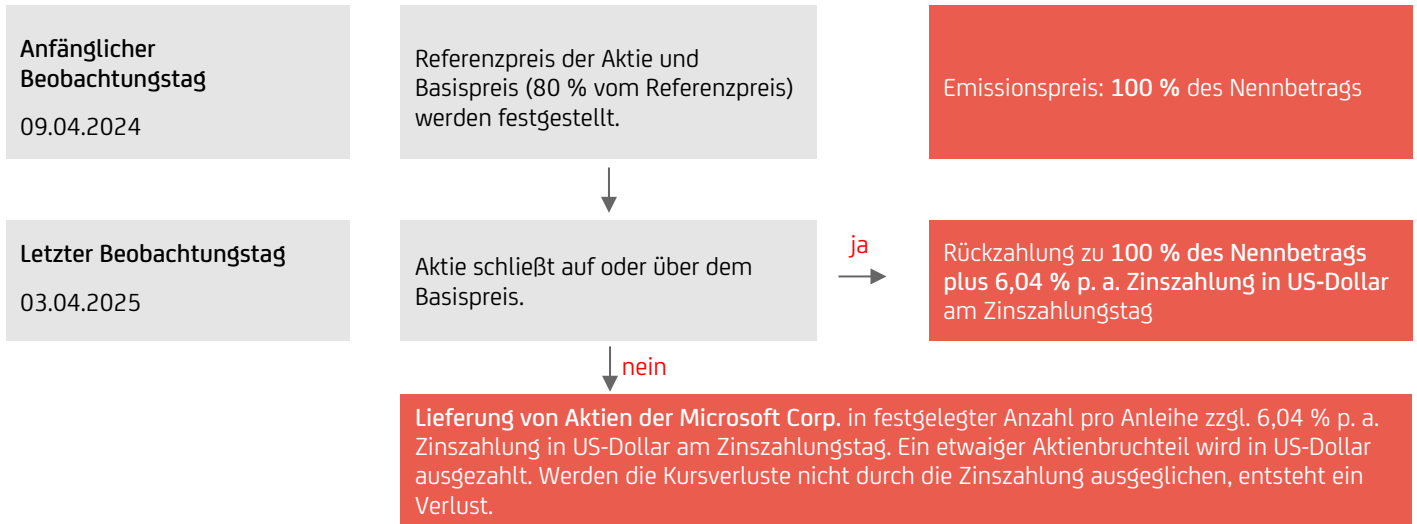 Anfänglicher
Beobachtungstag
09.04.2024
Referenzpreis der Aktie und
Basispreis (80 % vom Referenzpreis)
werden festgestellt.
Emissionspreis: 100 % des Nennbetrags
Letzter Beobachtungstag
03.04.2025
Aktie schließt auf oder über dem
Basispreis.
ja
Rückzahlung zu 100 % des Nennbetrags
plus 6,04 % p. a. Zinszahlung in US-Dollar
am Zinszahlungstag
nein
Lieferung von Aktien der Microsoft Corp. in festgelegter Anzahl pro Anleihe zzgl. 6,04 % p. a.
Zinszahlung in US-Dollar am Zinszahlungstag. Ein etwaiger Aktienbruchteil wird in US-Dollar
ausgezahlt. Werden die Kursverluste nicht durch die Zinszahlung ausgeglichen, entsteht ein
Verlust.